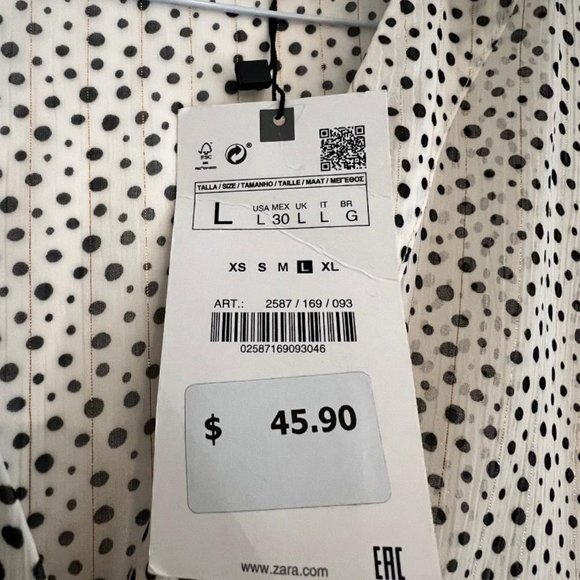 FSC
TALLA / SIZE / TAMANHO / TAILLE / MAAT / ΜΕΓΕΘΟΣ
L USA L MEX 30 UK L IT L BR G
XS S M L XL
ART.: 2587 / 169 / 093
02587169093046
$ 45.90
www.zara.com
EAC